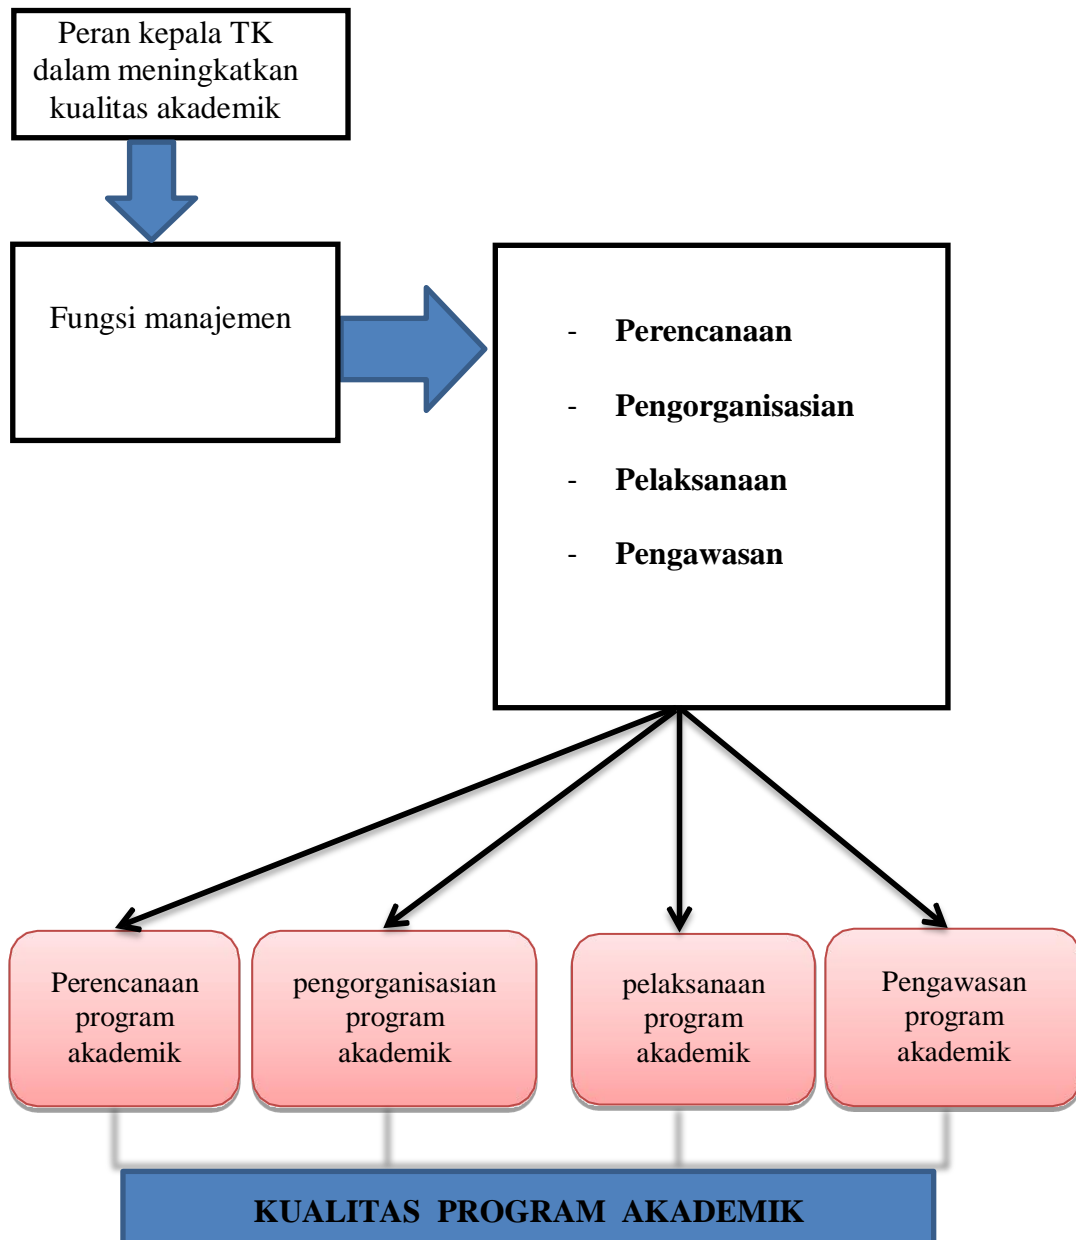 Peran kepala TK
dalam meningkatkan
kualitas akademik
Fungsi manajemen
- Perencanaan
- Pengorganisasian
- Pelaksanaan
- Pengawasan
Perencanaan
program
akademik
pengorganisasian
program
akademik
pelaksanaan
program
akademik
Pengawasan
program
akademik
KUALITAS PROGRAM AKADEMIK